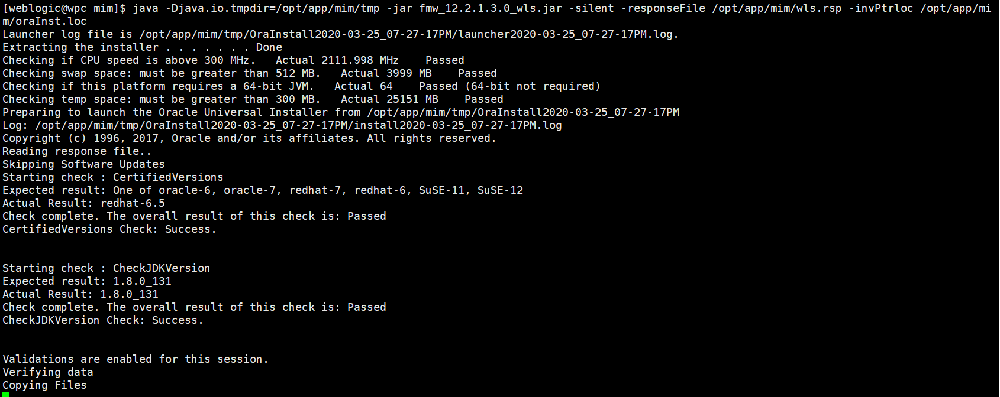 [weblogic@wpc mim]$ java -Djava.io.tmpdir=/opt/app/mim/tmp -jar fmw_12.2.1.3.0_wls.jar -silent -responseFile /opt/app/mim/wls.rsp -invPtrloc /opt/app/mi
m/oraInst.loc
Launcher log file is /opt/app/mim/tmp/OraInstall2020-03-25_07-27-17PM/launcher2020-03-25_07-27-17PM.log.
Extracting the installer . . . . . . . Done
Checking if CPU speed is above 300 MHz.   Actual 2111.998 MHz    Passed
Checking swap space: must be greater than 512 MB.   Actual 3999 MB    Passed
Checking if this platform requires a 64-bit JVM.   Actual 64    Passed (64-bit not required)
Checking temp space: must be greater than 300 MB.   Actual 25151 MB    Passed
Preparing to launch the Oracle Universal Installer from /opt/app/mim/tmp/OraInstall2020-03-25_07-27-17PM
Log: /opt/app/mim/tmp/OraInstall2020-03-25_07-27-17PM/install2020-03-25_07-27-17PM.log
Copyright (c) 1996, 2017, Oracle and/or its affiliates. All rights reserved.
Reading response file..
Skipping Software Updates
Starting check : CertifiedVersions
Expected result: One of oracle-6, oracle-7, redhat-7, redhat-6, SuSE-11, SuSE-12
Actual Result: redhat-6.5
Check complete. The overall result of this check is: Passed
CertifiedVersions Check: Success.
Starting check : CheckJDKVersion
Expected result: 1.8.0_131
Actual Result: 1.8.0_131
Check complete. The overall result of this check is: Passed
CheckJDKVersion Check: Success.
Validations are enabled for this session.
Verifying data
Copying Files